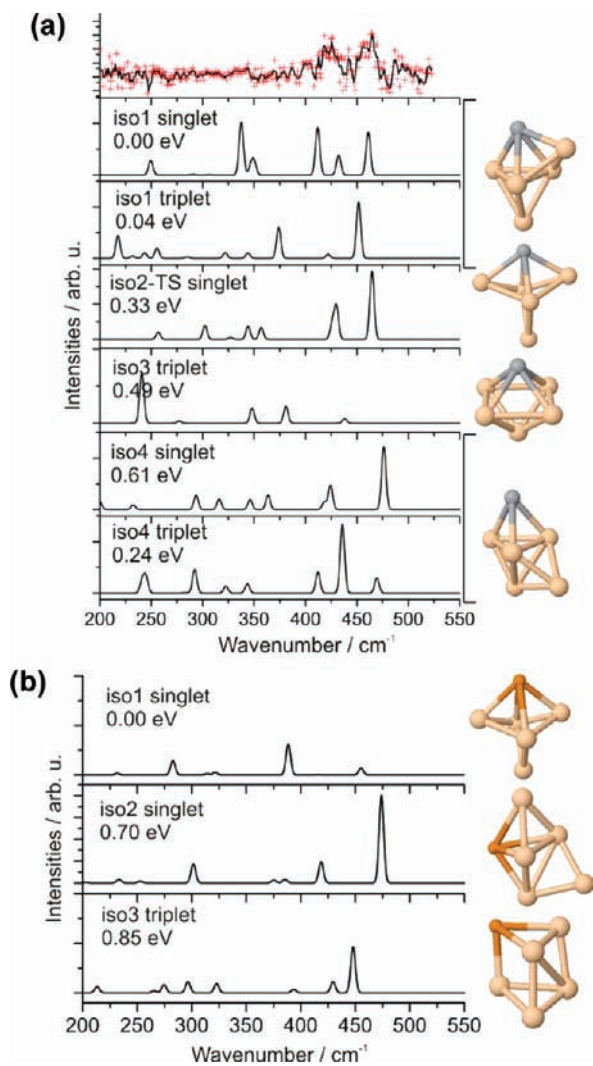 (a)
iso1 singlet
0.00 eV
iso1 triplet
0.04 eV
iso2-TS singlet
0.33 eV
iso3 triplet
0.49 eV
iso4 singlet
0.61 eV
iso4 triplet
0.24 eV
Intensities / arb. u.
200 250 300 350 400 450 500 550
Wavenumber / cm⁻¹
(b)
iso1 singlet
0.00 eV
iso2 singlet
0.70 eV
iso3 triplet
0.85 eV
Intensities / arb. u.
200 250 300 350 400 450 500 550
Wavenumber / cm⁻¹